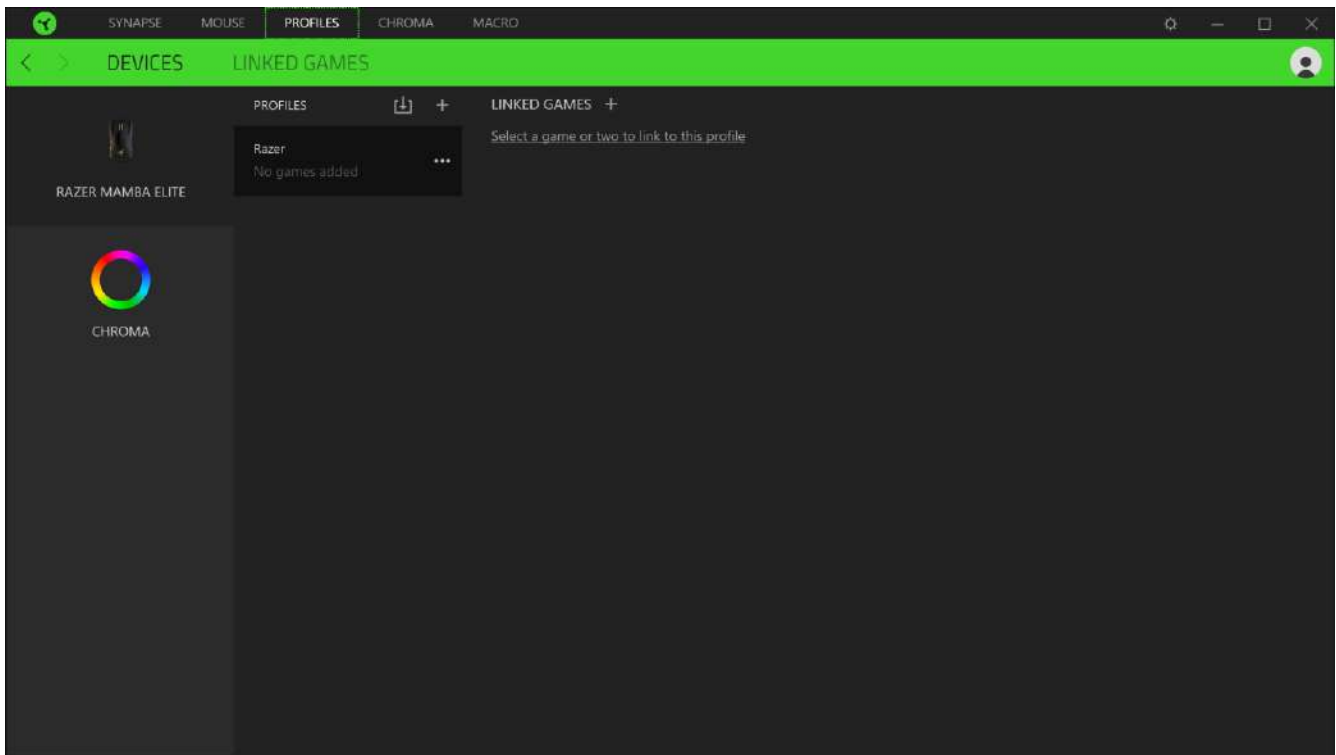 SYNAPSE MOUSE PROFILES CHROMA MACRO
DEVICES LINKED GAMES
PROFILES
Razer
No games added
LINKED GAMES
Select a game or two to link to this profile
RAZER MAMBA ELITE
CHROMA